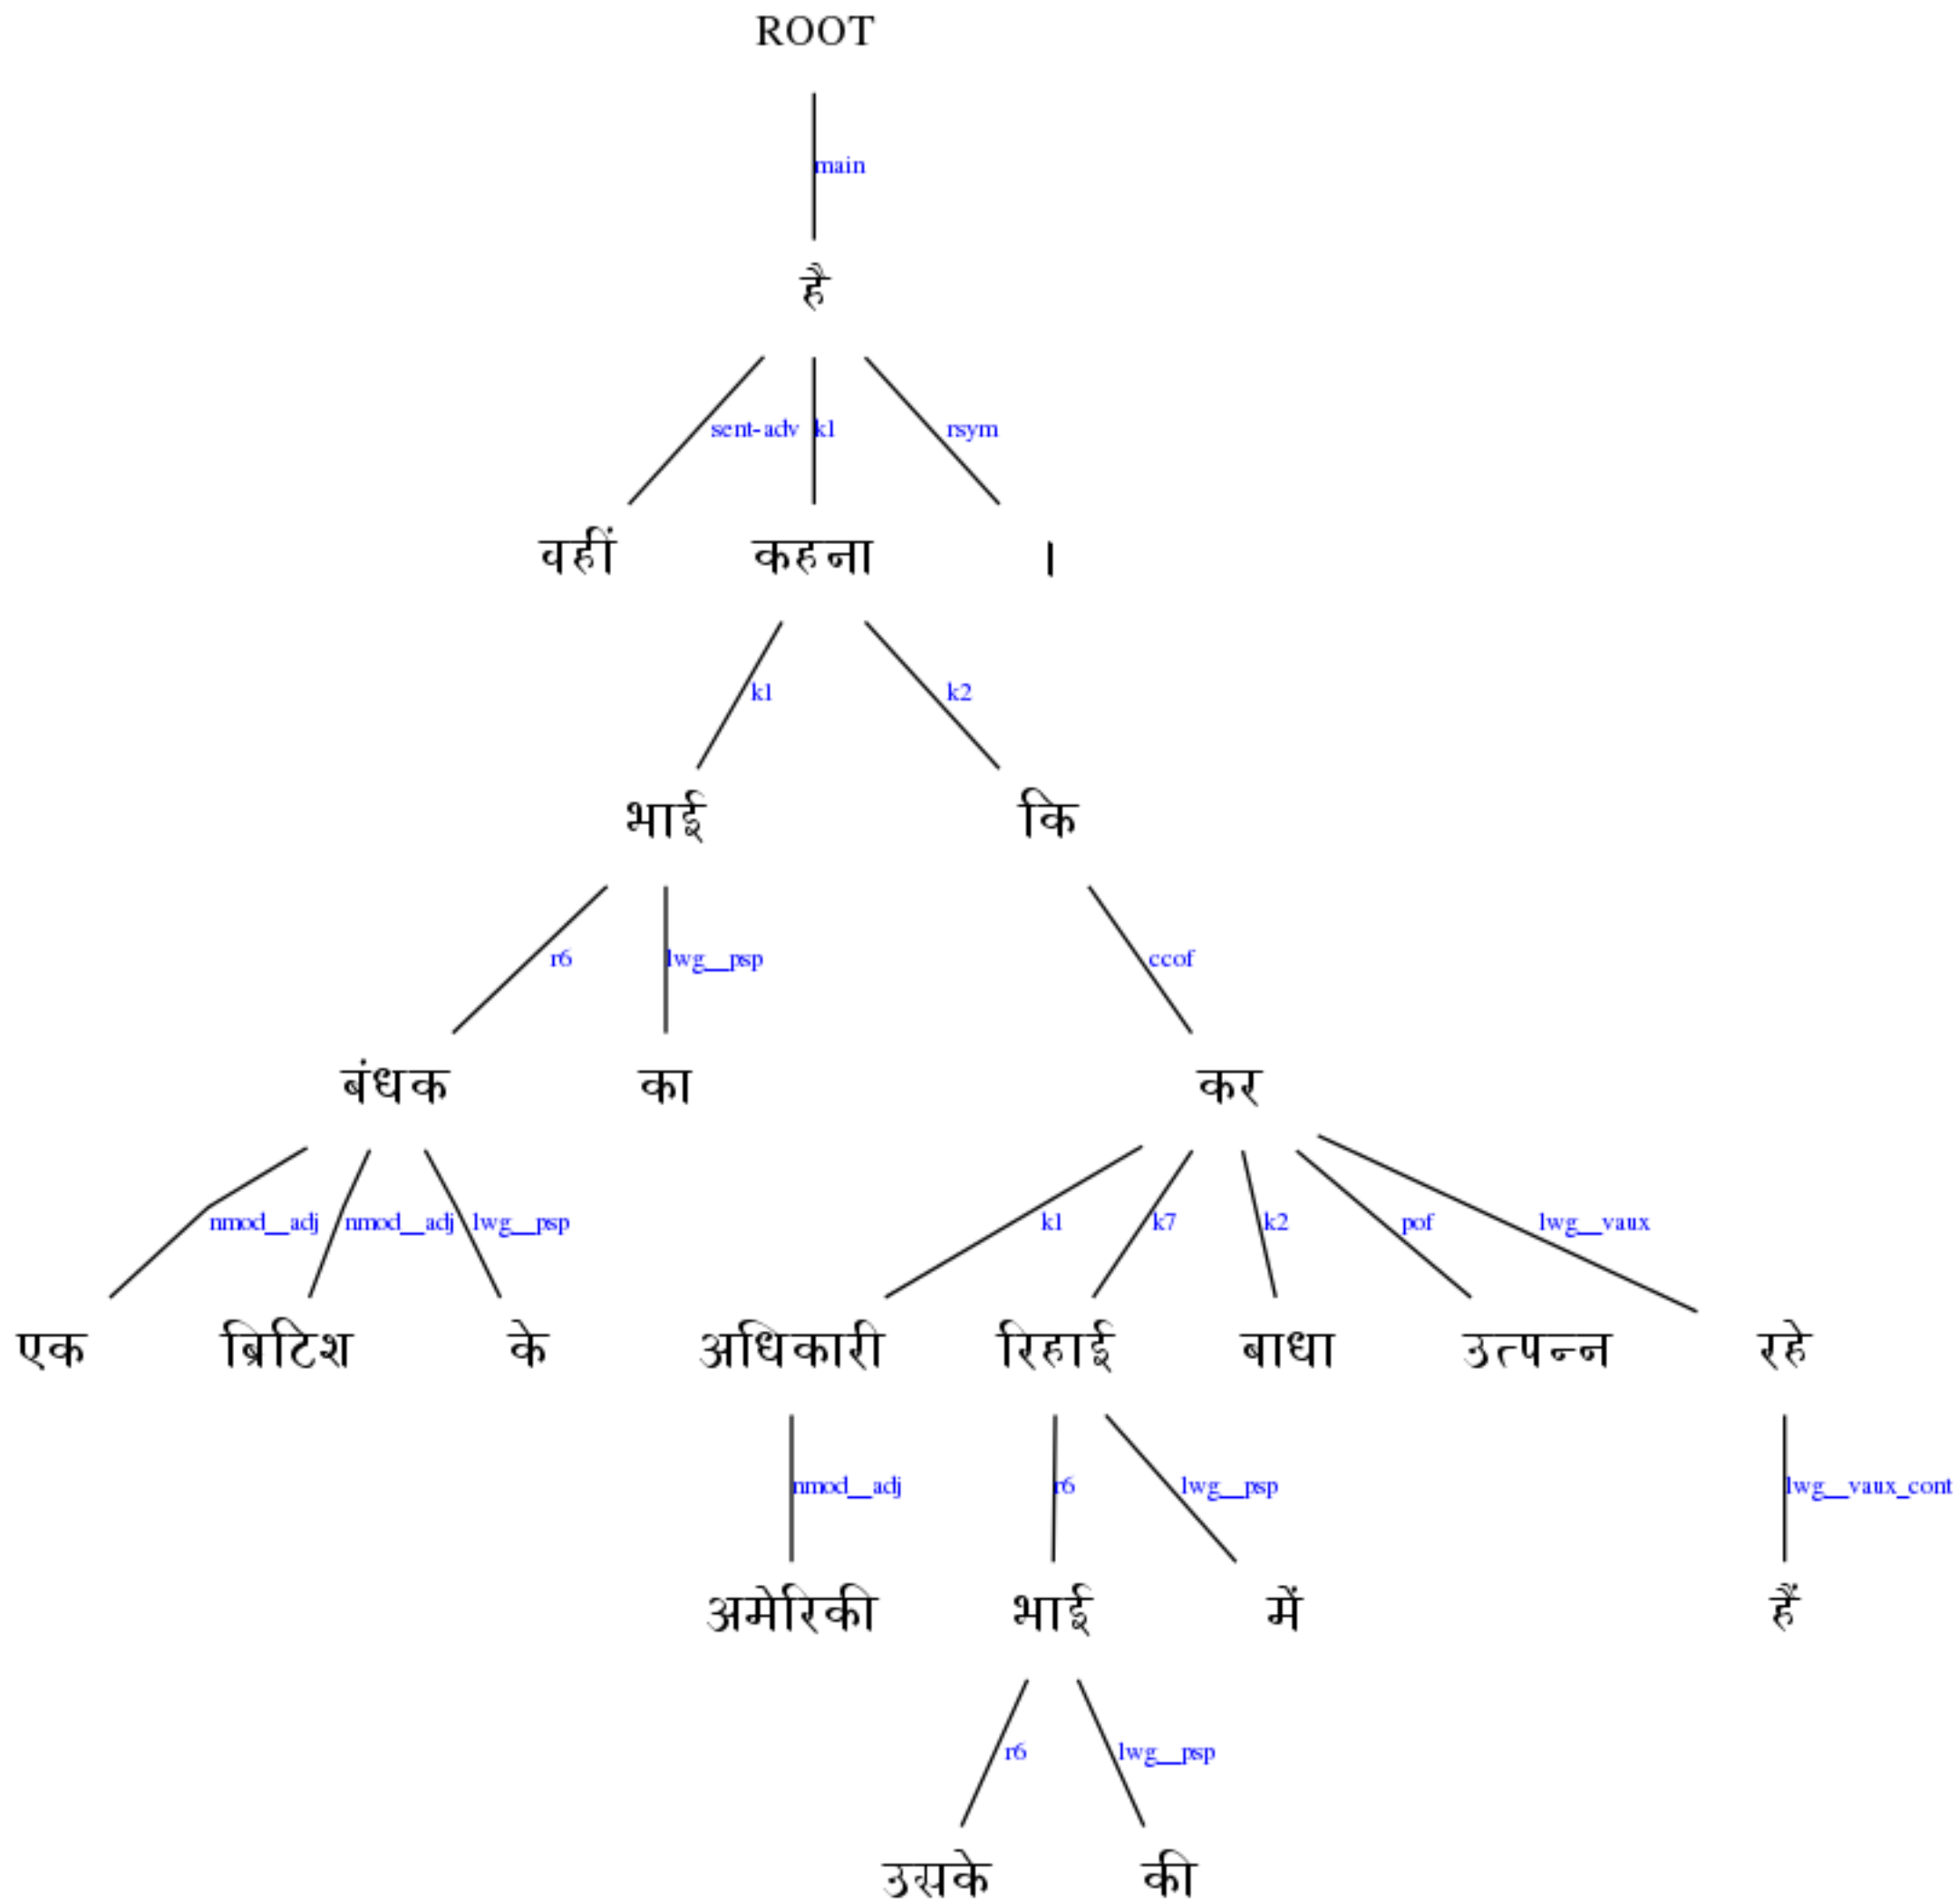 ROOT
main
है
sent-adv k1 rsym
वहीं कहना ।
k1 k2
भाई कि
r6 lwg__psp ccof
बंधक का कर
nmod__adj nmod__adj lwg__psp k1 k7 k2 pof lwg__vaux
एक ब्रिटिश के अधिकारी रिहाई बाधा उत्पन्न रहे
nmod__adj r6 lwg__psp lwg__vaux_cont
अमेरिकी भाई में हैं
r6 lwg__psp
उसके की